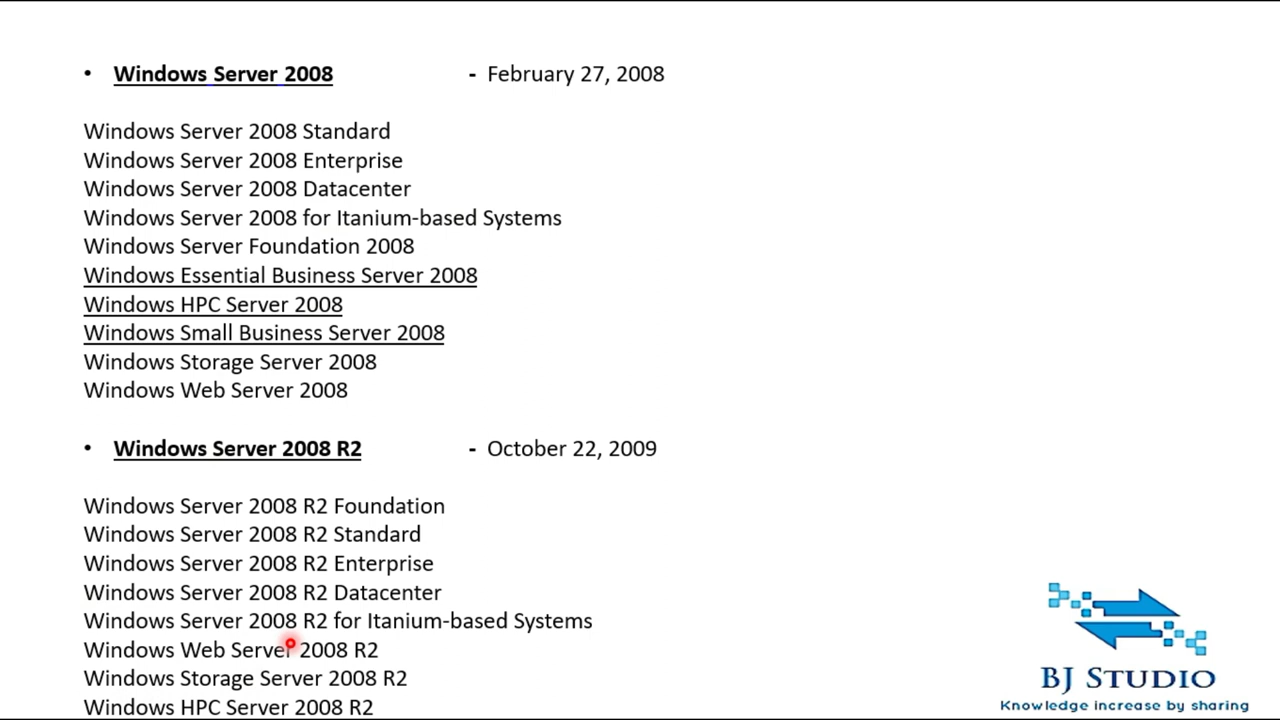 • Windows Server 2008 - February 27, 2008
Windows Server 2008 Standard
Windows Server 2008 Enterprise
Windows Server 2008 Datacenter
Windows Server 2008 for Itanium-based Systems
Windows Server Foundation 2008
Windows Essential Business Server 2008
Windows HPC Server 2008
Windows Small Business Server 2008
Windows Storage Server 2008
Windows Web Server 2008
• Windows Server 2008 R2 - October 22, 2009
Windows Server 2008 R2 Foundation
Windows Server 2008 R2 Standard
Windows Server 2008 R2 Enterprise
Windows Server 2008 R2 Datacenter
Windows Server 2008 R2 for Itanium-based Systems
Windows Web Server 2008 R2
Windows Storage Server 2008 R2
Windows HPC Server 2008 R2
BJ STUDIO
Knowledge increase by sharing